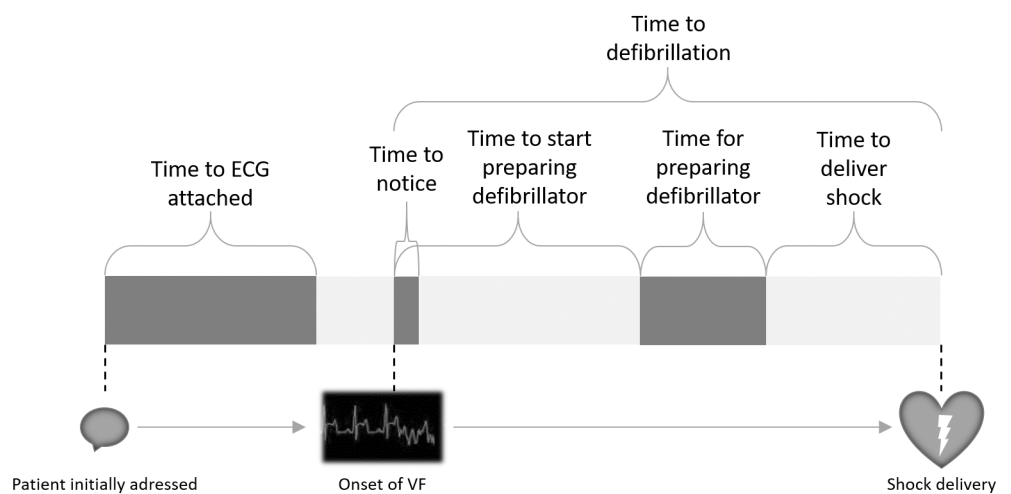 Time to
defibrillation
Time to ECG
attached
Time to
notice
Time to start
preparing
defibrillator
Time for
preparing
defibrillator
Time to
deliver
shock
Patient initially adressed
Onset of VF
Shock delivery